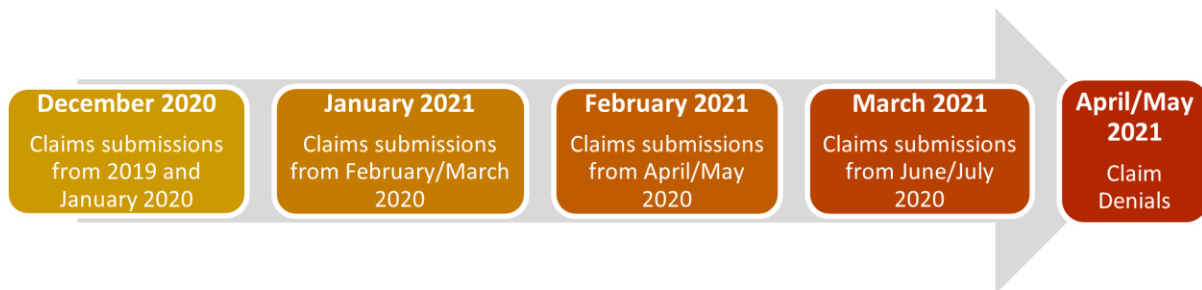 December 2020
Claims submissions
from 2019 and
January 2020
January 2021
Claims submissions
from February/March
2020
February 2021
Claims submissions
from April/May
2020
March 2021
Claims submissions
from June/July
2020
April/May
2021
Claim
Denials